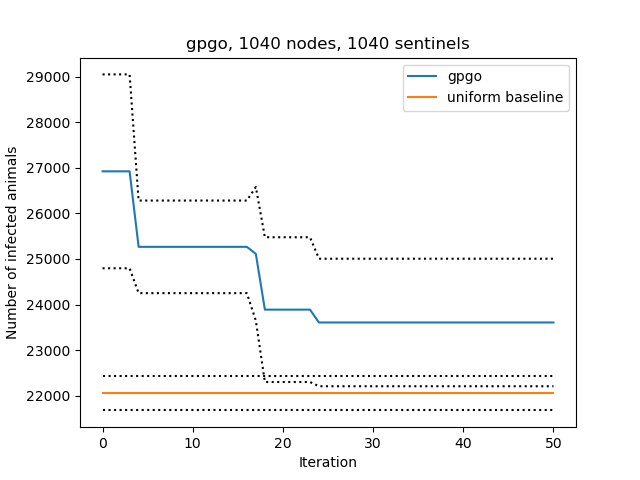 gpgo, 1040 nodes, 1040 sentinels
gpgo
uniform baseline
Number of infected animals
29000
28000
27000
26000
25000
24000
23000
22000
0 10 20 30 40 50
Iteration